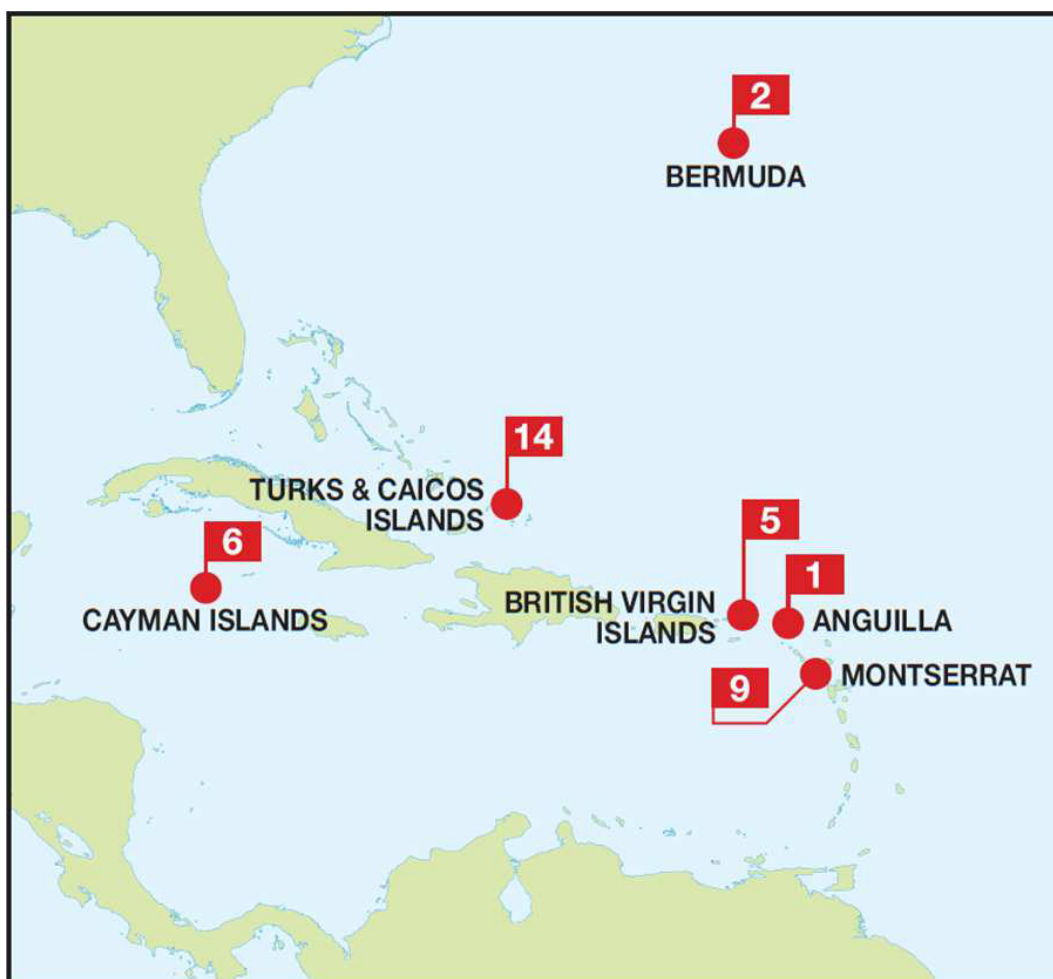 2
BERMUDA
14
TURKS & CAICOS
ISLANDS
6
CAYMAN ISLANDS
5
BRITISH VIRGIN
ISLANDS
1
ANGUILLA
9
MONTSERRAT